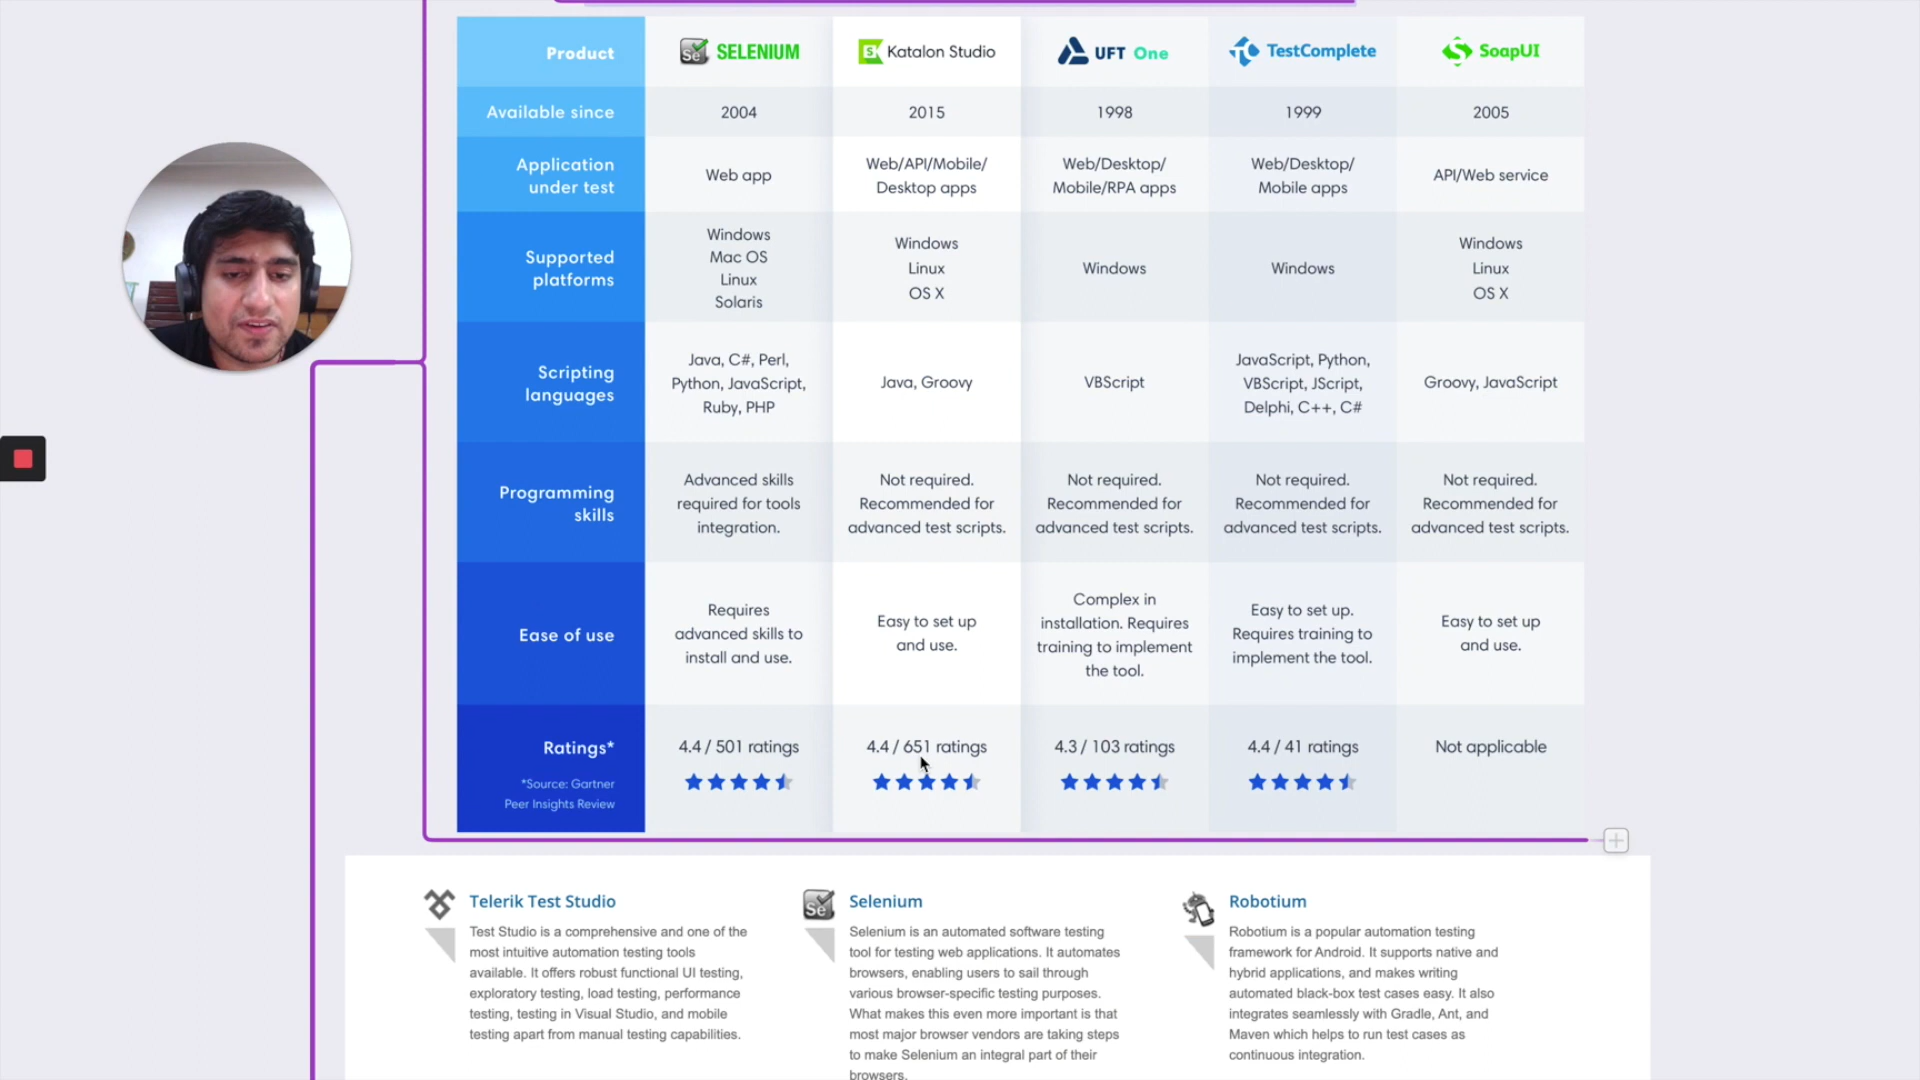 Product
SELENIUM
Katalon Studio
UFT One
TestComplete
SoapUI
Available since
2004
2015
1998
1999
2005
Application
under test
Web app
Web/API/Mobile/
Desktop apps
Web/Desktop/
Mobile/RPA apps
Web/Desktop/
Mobile apps
API/Web service
Supported
platforms
Windows
Mac OS
Linux
Solaris
Windows
Linux
OS X
Windows
Windows
Windows
Linux
OS X
Scripting
languages
Java, C#, Perl,
Python, JavaScript,
Ruby, PHP
Java, Groovy
VBScript
JavaScript, Python,
VBScript, JScript,
Delphi, C++, C#
Groovy, JavaScript
Programming
skills
Advanced skills
required for tools
integration.
Not required.
Recommended for
advanced test scripts.
Not required.
Recommended for
advanced test scripts.
Not required.
Recommended for
advanced test scripts.
Not required.
Recommended for
advanced test scripts.
Ease of use
Requires
advanced skills to
install and use.
Easy to set up
and use.
Complex in
installation. Requires
training to implement
the tool.
Easy to set up.
Requires training to
implement the tool.
Easy to set up
and use.
Ratings*
*Source: Gartner
Peer Insights Review
4.4 / 501 ratings
4.4 / 651 ratings
4.3 / 103 ratings
4.4 / 41 ratings
Not applicable
Telerik Test Studio
Test Studio is a comprehensive and one of the
most intuitive automation testing tools
available. It offers robust functional UI testing,
exploratory testing, load testing, performance
testing, testing in Visual Studio, and mobile
testing apart from manual testing capabilities.
Se
Selenium
Selenium is an automated software testing
tool for testing web applications. It automates
browsers, enabling users to sail through
various browser-specific testing purposes.
What makes this even more important is that
most major browser vendors are taking steps
to make Selenium an integral part of their
browsers.
Robotium
Robotium is a popular automation testing
framework for Android. It supports native and
hybrid applications, and makes writing
automated black-box test cases easy. It also
integrates seamlessly with Gradle, Ant, and
Maven which helps to run test cases as
continuous integration.